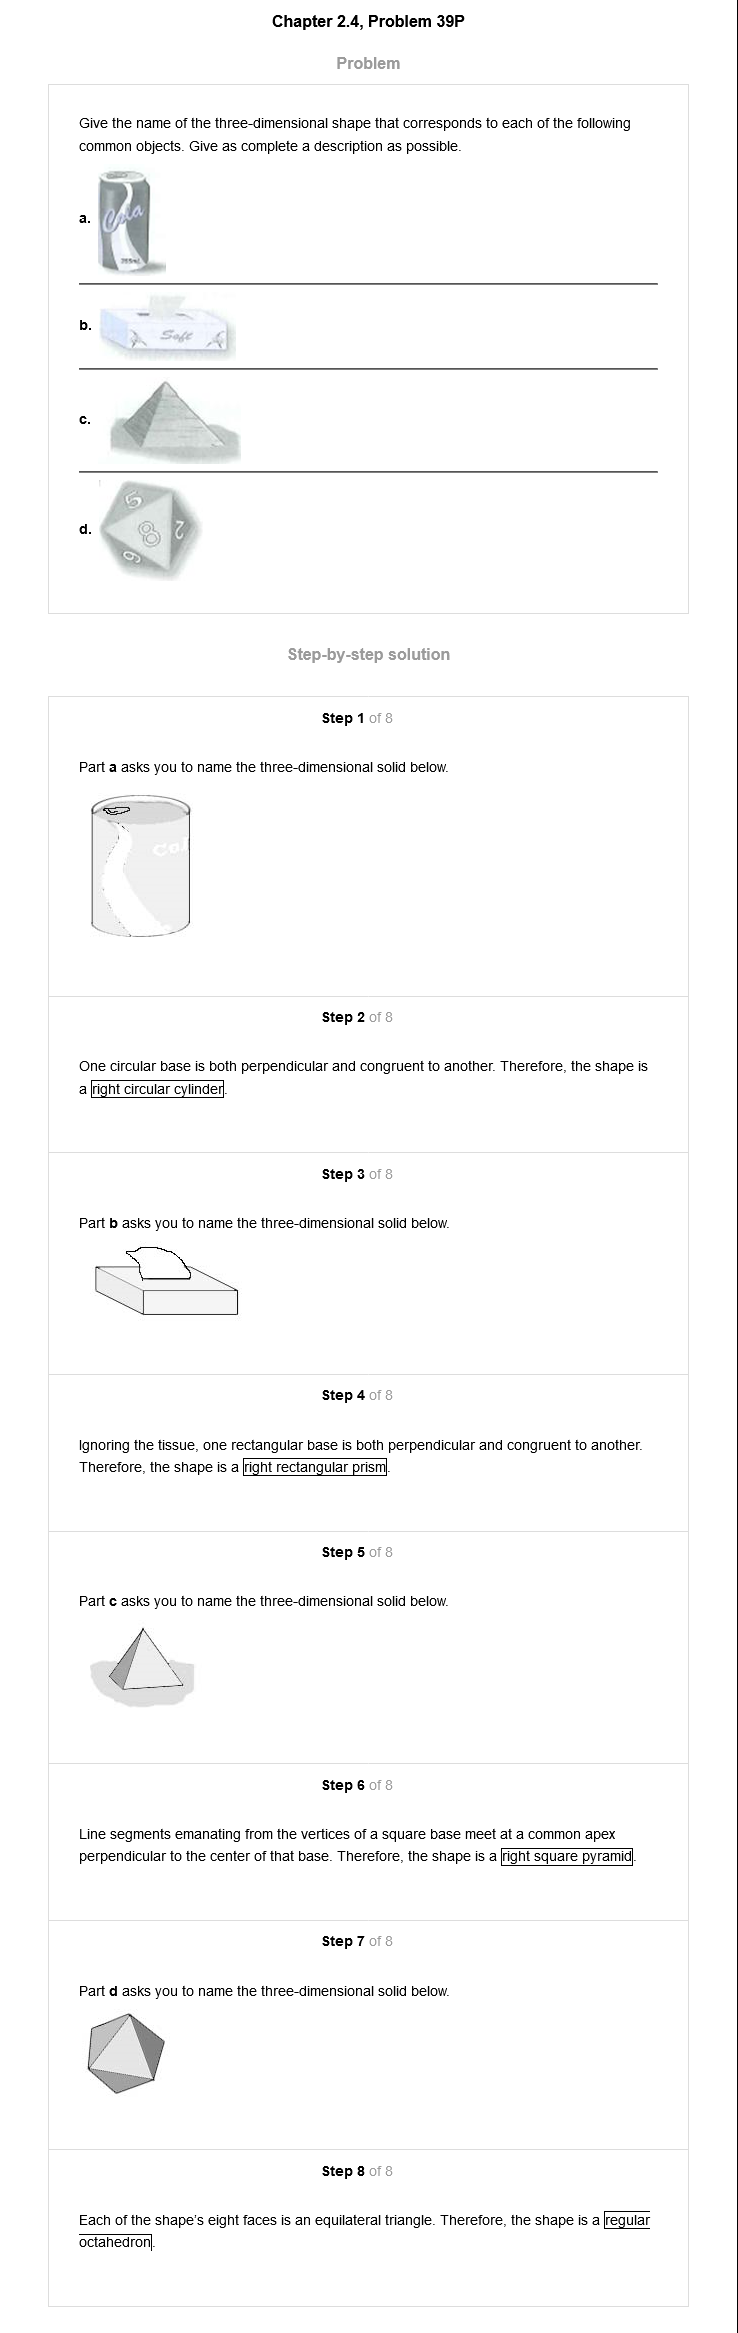 Chapter 2.4, Problem 39P
Problem
Give the name of the three-dimensional shape that corresponds to each of the following
common objects. Give as complete a description as possible.
a.
Cola
355mL
b.
Soft
c.
d.
5
8
2
6
Step-by-step solution
Step 1 of 8
Part a asks you to name the three-dimensional solid below.
Col
Step 2 of 8
One circular base is both perpendicular and congruent to another. Therefore, the shape is
a right circular cylinder.
Step 3 of 8
Part b asks you to name the three-dimensional solid below.
Step 4 of 8
Ignoring the tissue, one rectangular base is both perpendicular and congruent to another.
Therefore, the shape is a right rectangular prism.
Step 5 of 8
Part c asks you to name the three-dimensional solid below.
Step 6 of 8
Line segments emanating from the vertices of a square base meet at a common apex
perpendicular to the center of that base. Therefore, the shape is a right square pyramid.
Step 7 of 8
Part d asks you to name the three-dimensional solid below.
Step 8 of 8
Each of the shape's eight faces is an equilateral triangle. Therefore, the shape is a regular
octahedron.